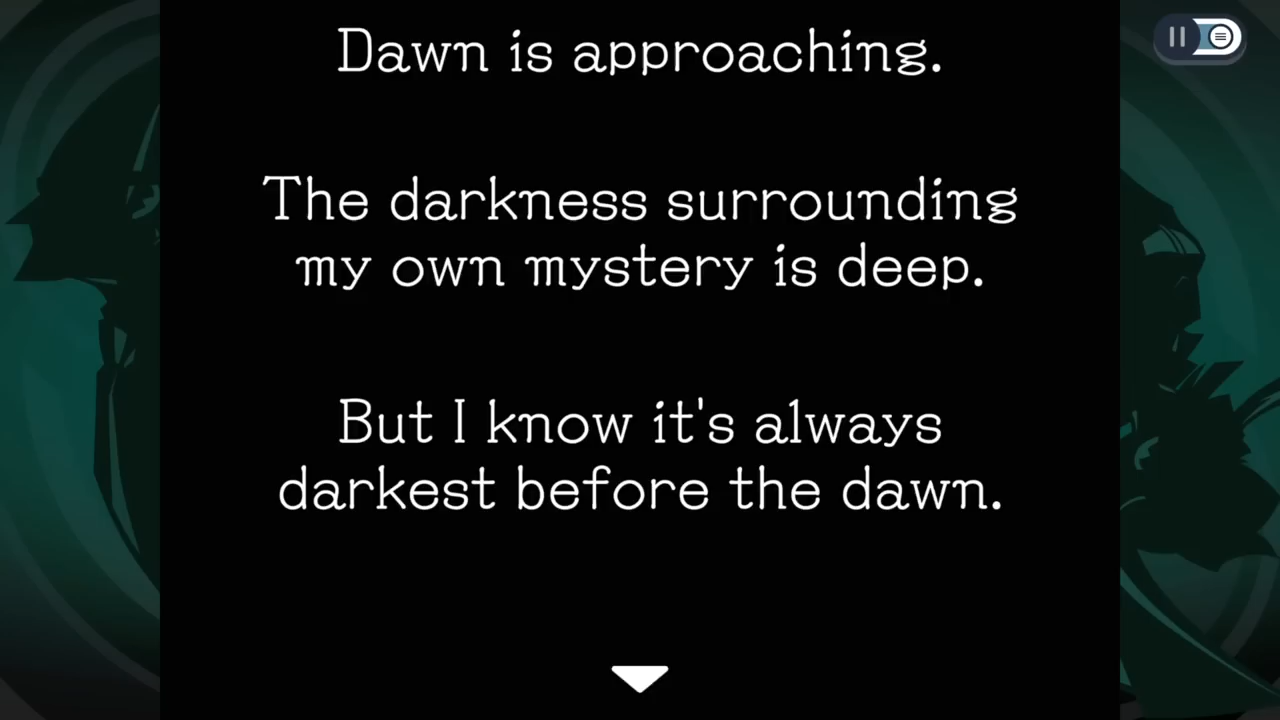 Dawn is approaching.
The darkness surrounding
my own mystery is deep.
But I know it's always
darkest before the dawn.